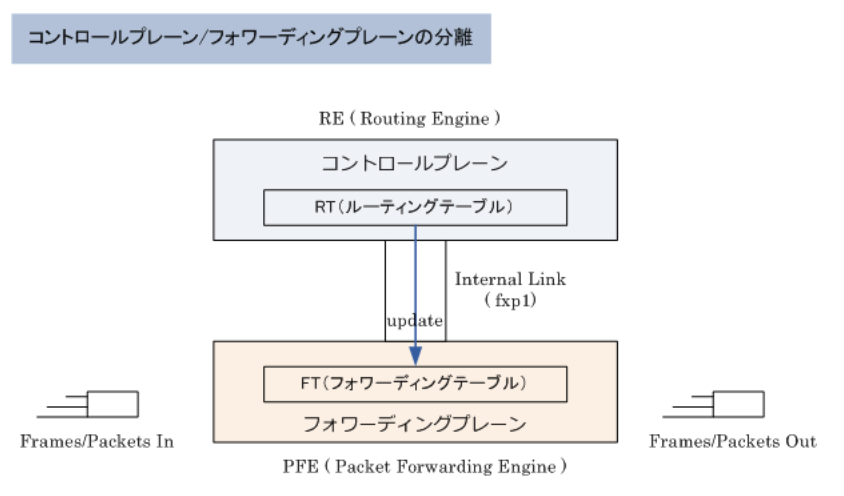 コントロールプレーン/フォワーディングプレーンの分離
RE ( Routing Engine )
コントロールプレーン
RT(ルーティングテーブル)
Internal Link
( fxp1)
update
FT(フォワーディングテーブル)
フォワーディングプレーン
Frames/Packets In
Frames/Packets Out
PFE ( Packet Forwarding Engine )